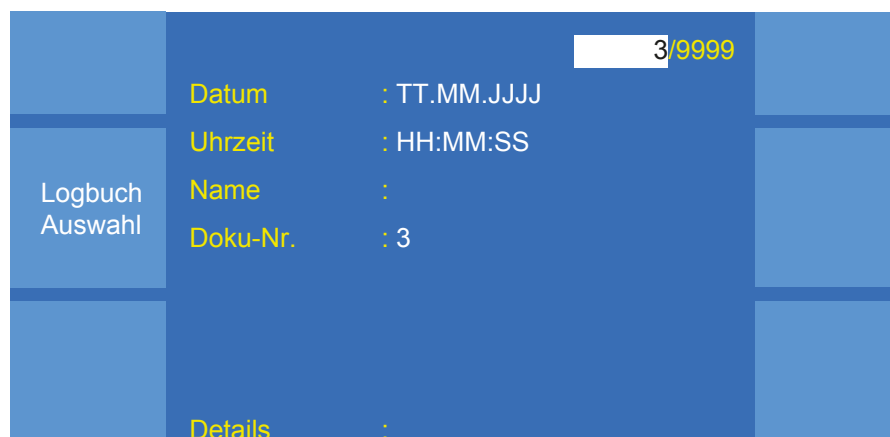 3/9999
Datum : TT.MM.JJJJ
Uhrzeit : HH:MM:SS
Logbuch
Auswahl
Name :
Doku-Nr. : 3
Details :